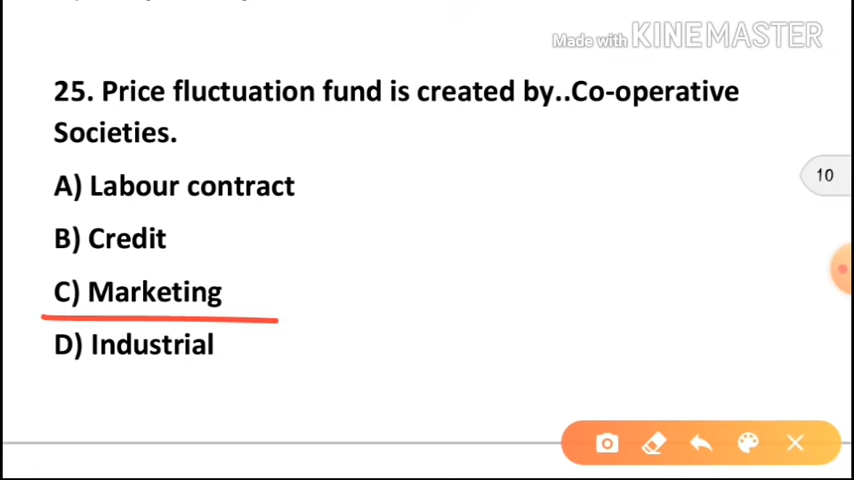 Made with KINEMASTER
25. Price fluctuation fund is created by..Co-operative
Societies.
A) Labour contract
10
B) Credit
C) Marketing
D) Industrial